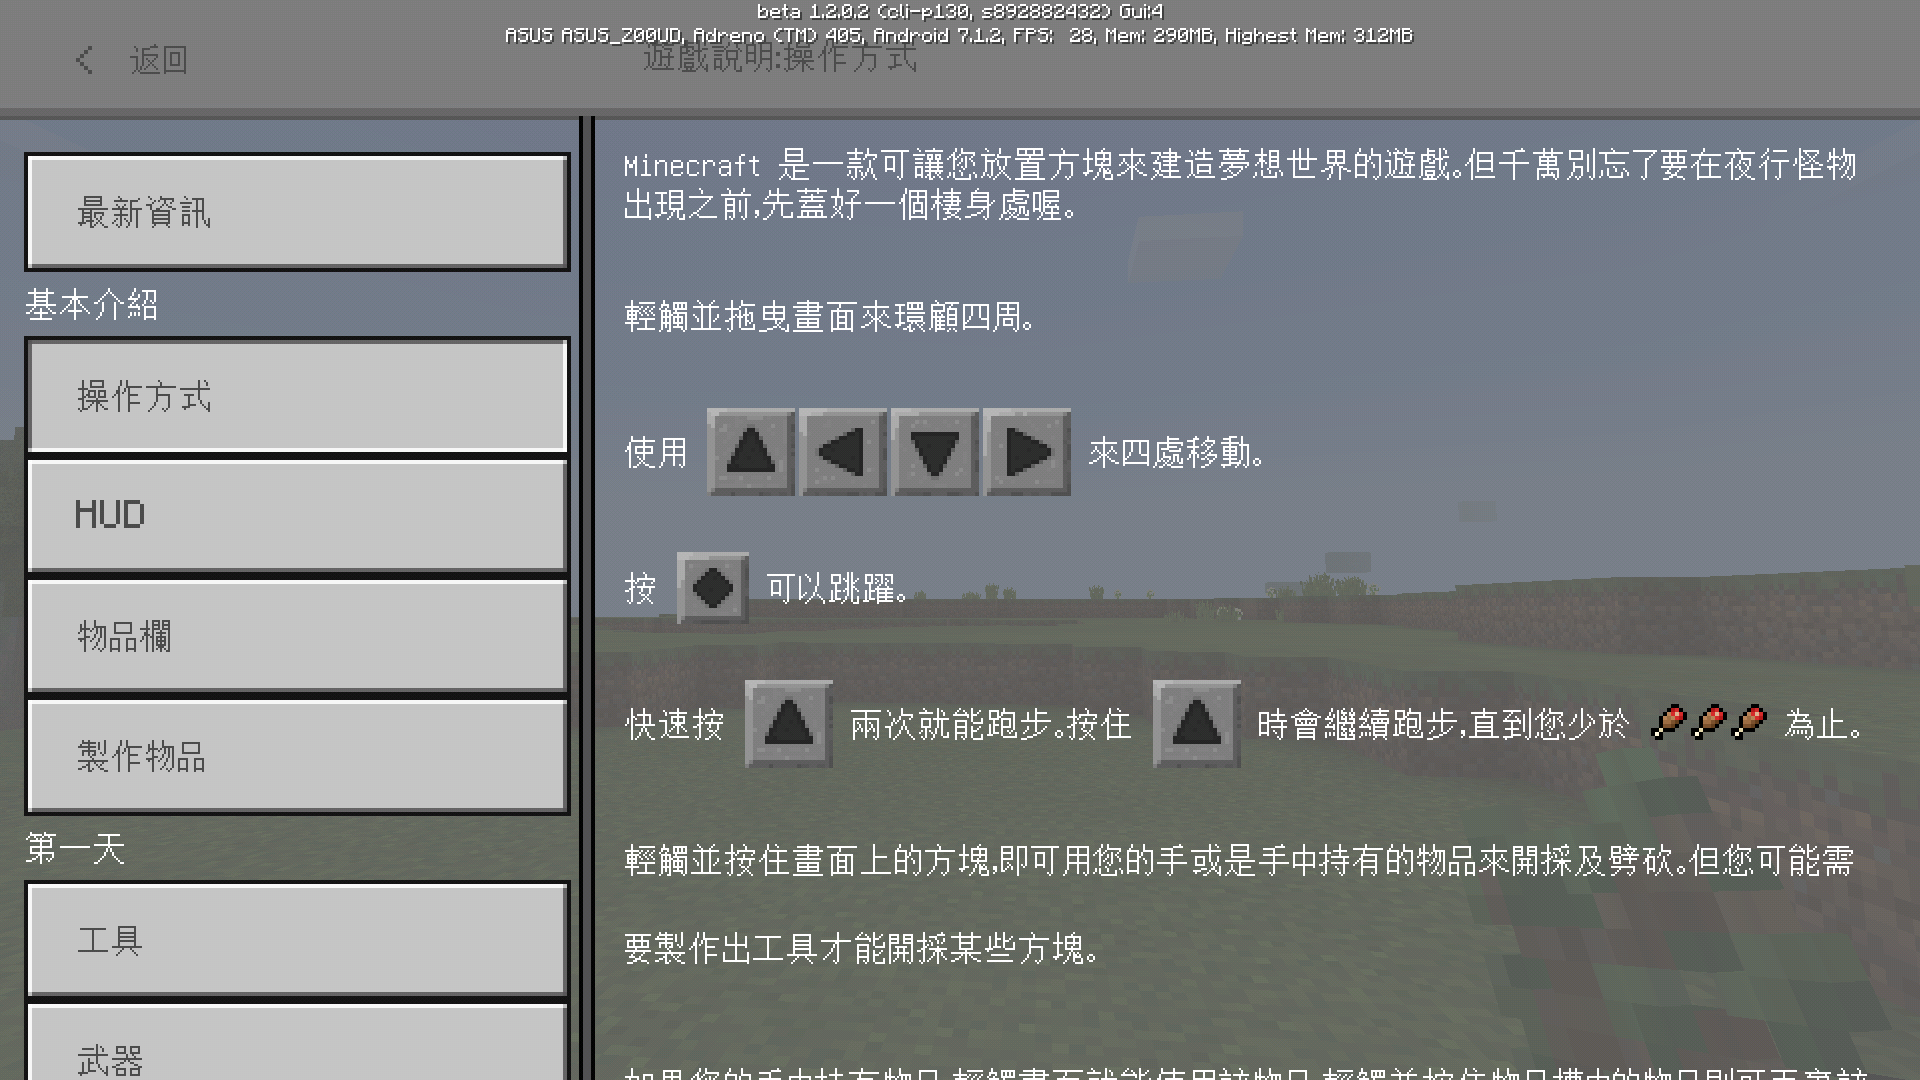 beta 1.2.0.2 (cli-p130, s892882432) Gui:4
ASUS ASUS_Z00UD, Adreno (TM) 405, Android 7.1.2, FPS: 28, Mem: 290MB, Highest Mem: 312MB
返回
遊戲說明:操作方式
最新資訊
基本介紹
操作方式
HUD
物品欄
製作物品
第一天
工具
武器
Minecraft 是一款可讓您放置方塊來建造夢想世界的遊戲。但千萬別忘了要在夜行怪物
出現之前,先蓋好一個棲身處喔。
輕觸並拖曳畫面來環顧四周。
使用 來四處移動。
按 可以跳躍。
快速按 兩次就能跑步。按住 時會繼續跑步,直到您少於 為止。
輕觸並按住畫面上的方塊,即可用您的手或是手中持有的物品來開採及劈砍。但您可能需
要製作出工具才能開採某些方塊。